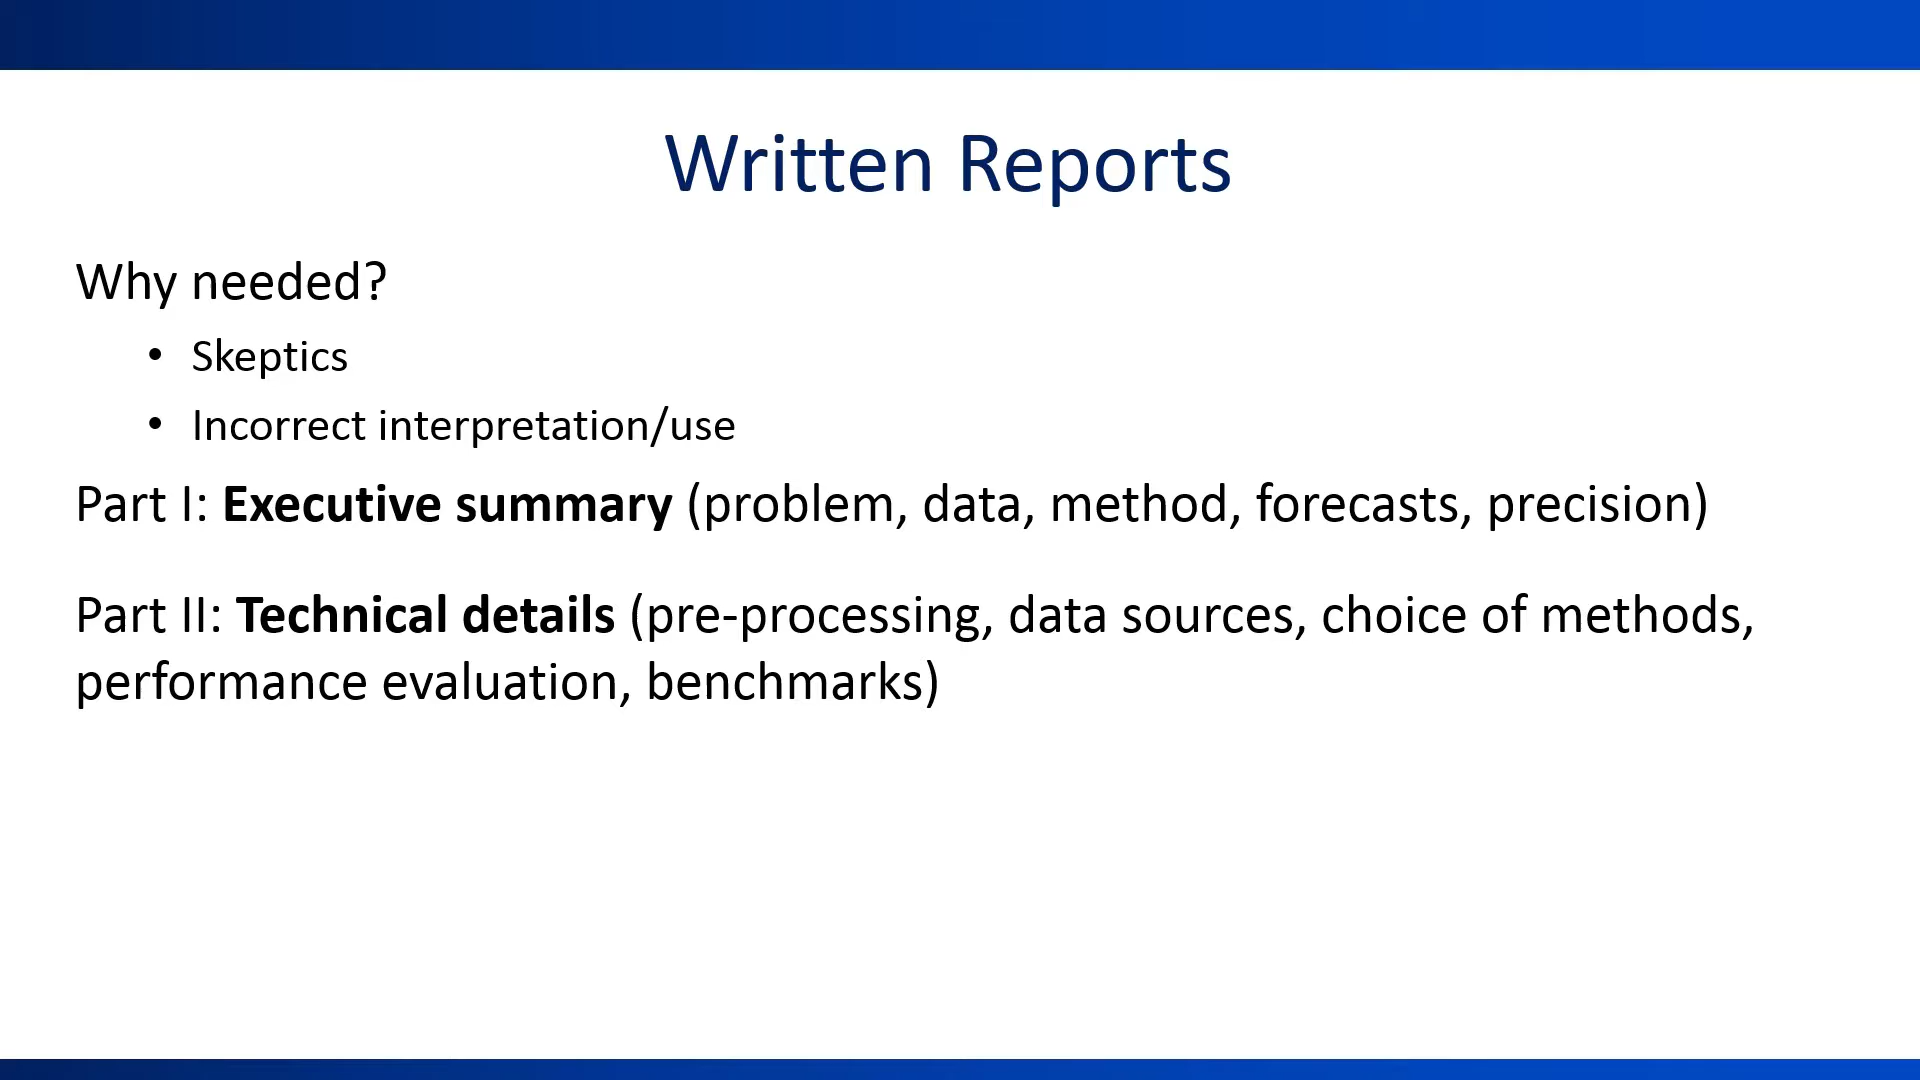 Written Reports
Why needed?
• Skeptics
• Incorrect interpretation/use
Part I: Executive summary (problem, data, method, forecasts, precision)
Part II: Technical details (pre-processing, data sources, choice of methods,
performance evaluation, benchmarks)